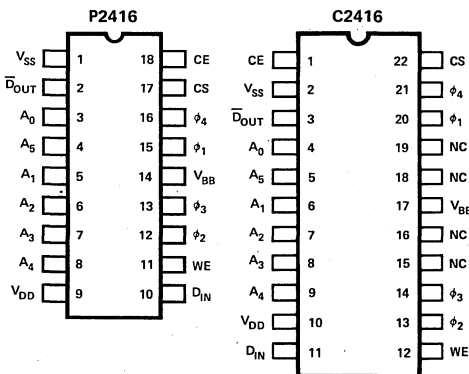 P2416
V_SS 1 18 CE
D̅_OUT 2 17 CS
A_0 3 16 ϕ_4
A_5 4 15 ϕ_1
A_1 5 14 V_BB
A_2 6 13 ϕ_3
A_3 7 12 ϕ_2
A_4 8 11 WE
V_DD 9 10 D_IN
C2416
CE 1 22 CS
V_SS 2 21 ϕ_4
D̅_OUT 3 20 ϕ_1
A_0 4 19 NC
A_5 5 18 NC
A_1 6 17 V_BB
A_2 7 16 NC
A_3 8 15 NC
A_4 9 14 ϕ_3
V_DD 10 13 ϕ_2
D_IN 11 12 WE